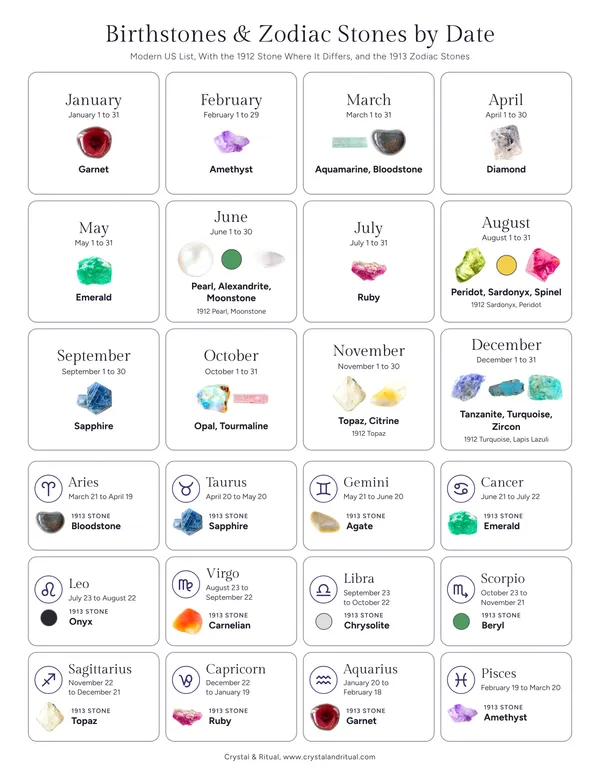 Birthstones & Zodiac Stones by Date
Modern US List, With the 1912 Stone Where It Differs, and the 1913 Zodiac Stones
January
January 1 to 31
Garnet
February
February 1 to 29
Amethyst
March
March 1 to 31
Aquamarine, Bloodstone
April
April 1 to 30
Diamond
May
May 1 to 31
Emerald
June
June 1 to 30
Pearl, Alexandrite,
Moonstone
1912 Pearl, Moonstone
July
July 1 to 31
Ruby
August
August 1 to 31
Peridot, Sardonyx, Spinel
1912 Sardonyx, Peridot
September
September 1 to 30
Sapphire
October
October 1 to 31
Opal, Tourmaline
November
November 1 to 30
Topaz, Citrine
1912 Topaz
December
December 1 to 31
Tanzanite, Turquoise,
Zircon
1912 Turquoise, Lapis Lazuli
Aries
March 21 to April 19
1913 STONE
Bloodstone
Taurus
April 20 to May 20
1913 STONE
Sapphire
Gemini
May 21 to June 20
1913 STONE
Agate
Cancer
June 21 to July 22
1913 STONE
Emerald
Leo
July 23 to August 22
1913 STONE
Onyx
Virgo
August 23 to
September 22
1913 STONE
Carnelian
Libra
September 23
to October 22
1913 STONE
Chrysolite
Scorpio
October 23 to
November 21
1913 STONE
Beryl
Sagittarius
November 22
to December 21
1913 STONE
Topaz
Capricorn
December 22
to January 19
1913 STONE
Ruby
Aquarius
January 20 to
February 18
1913 STONE
Garnet
Pisces
February 19 to March 20
1913 STONE
Amethyst
Crystal & Ritual, www.crystalandritual.com